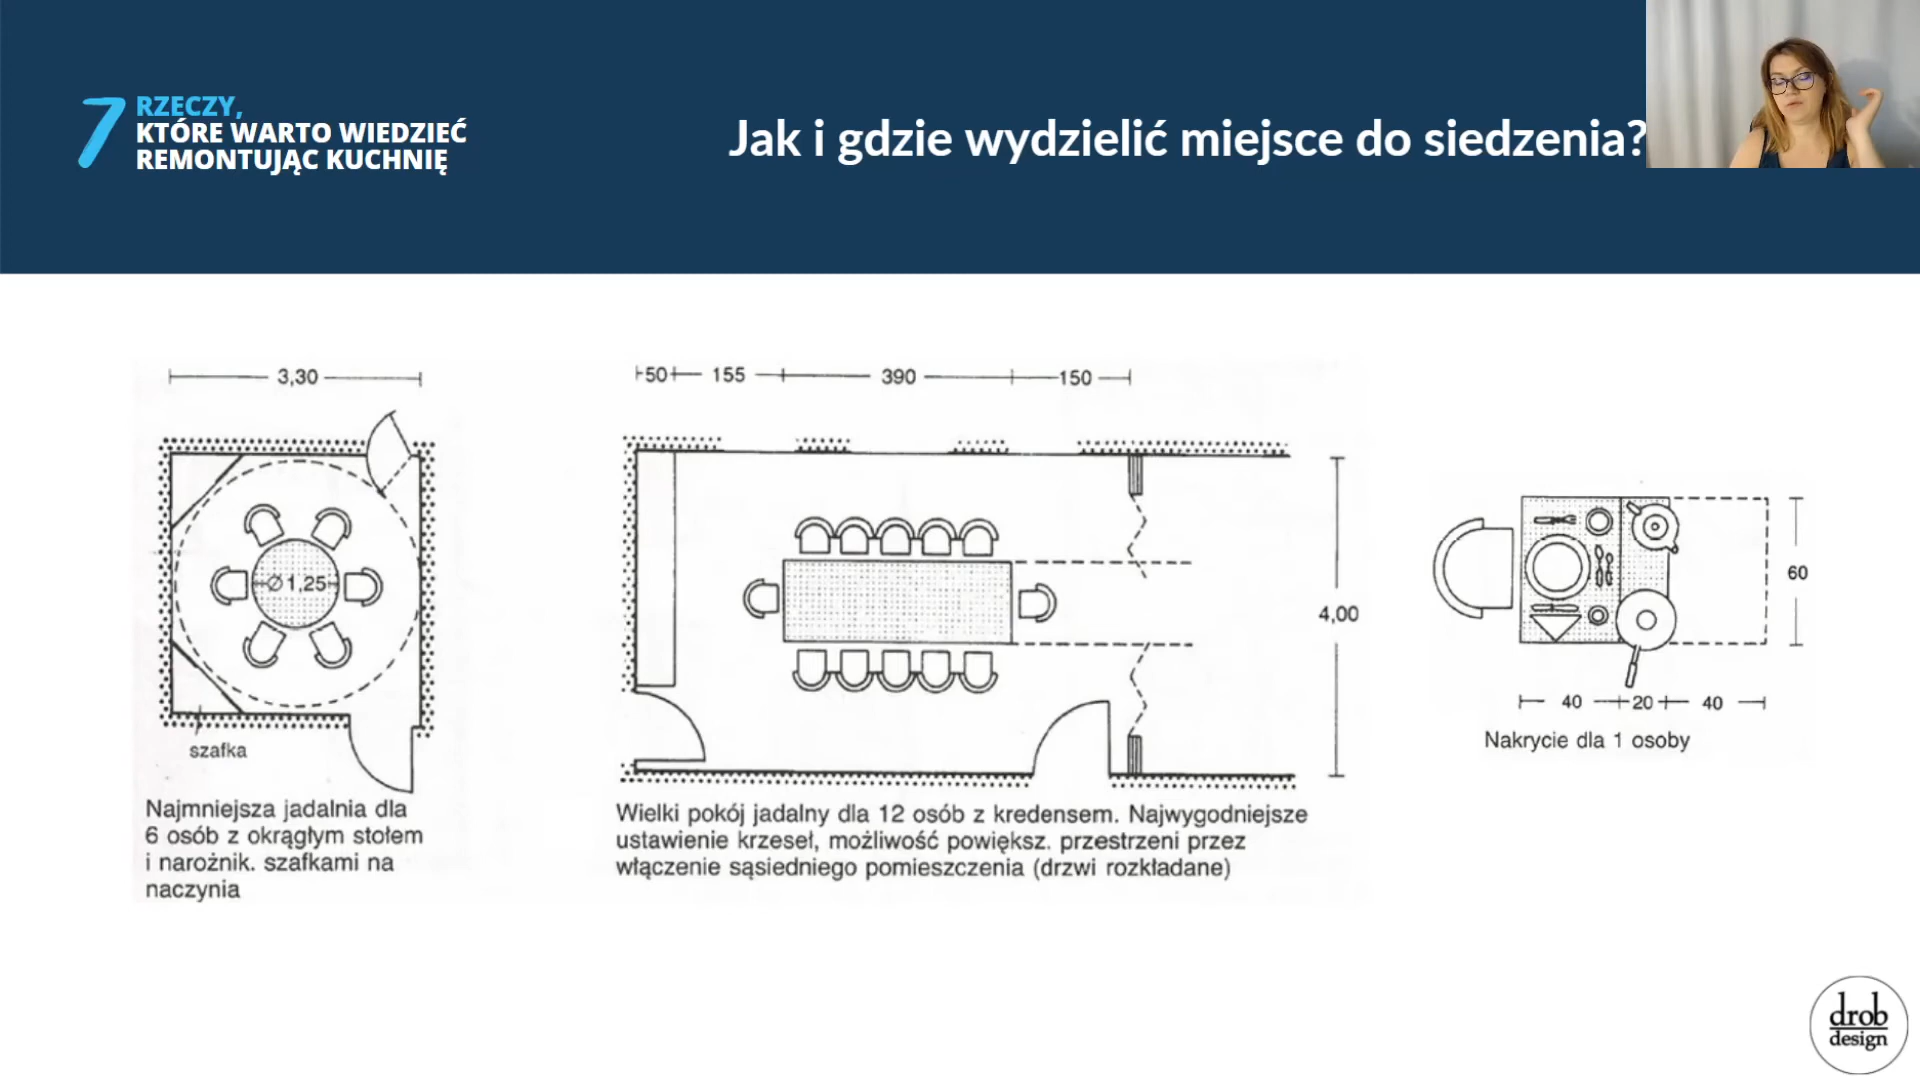 7 RZECZY,
KTÓRE WARTO WIEDZIEĆ
REMONTUJĄC KUCHNIĘ
Jak i gdzie wydzielić miejsce do siedzenia?
3,30
Ø 1,25
szafka
Najmniejsza jadalnia dla
6 osób z okrągłym stołem
i narożnik. szafkami na
naczynia
50 155 390 150
4,00
Wielki pokój jadalny dla 12 osób z kredensem. Najwygodniejsze
ustawienie krzeseł, możliwość powiększ. przestrzeni przez
włączenie sąsiedniego pomieszczenia (drzwi rozkładane)
60
40 20 40
Nakrycie dla 1 osoby
drob
design